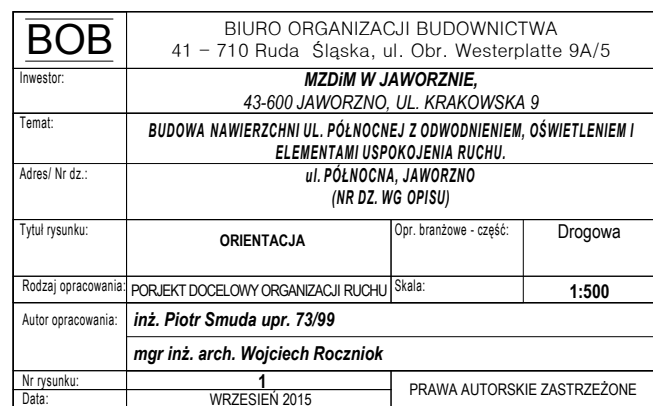 BOB
BIURO ORGANIZACJI BUDOWNICTWA
41 – 710 Ruda Śląska, ul. Obr. Westerplatte 9A/5
Inwestor:
MZDiM W JAWORZNIE,
43-600 JAWORZNO, UL. KRAKOWSKA 9
Temat:
BUDOWA NAWIERZCHNI UL. PÓŁNOCNEJ Z ODWODNIENIEM, OŚWIETLENIEM I
ELEMENTAMI USPOKOJENIA RUCHU.
Adres/ Nr dz.:
ul. PÓŁNOCNA, JAWORZNO
(NR DZ. WG OPISU)
Tytuł rysunku:
ORIENTACJA
Opr. branżowe - część:
Drogowa
Rodzaj opracowania:
PORJEKT DOCELOWY ORGANIZACJI RUCHU
Skala:
1:500
Autor opracowania:
inż. Piotr Smuda upr. 73/99
mgr inż. arch. Wojciech Roczniok
Nr rysunku:
1
Data:
WRZESIEŃ 2015
PRAWA AUTORSKIE ZASTRZEŻONE